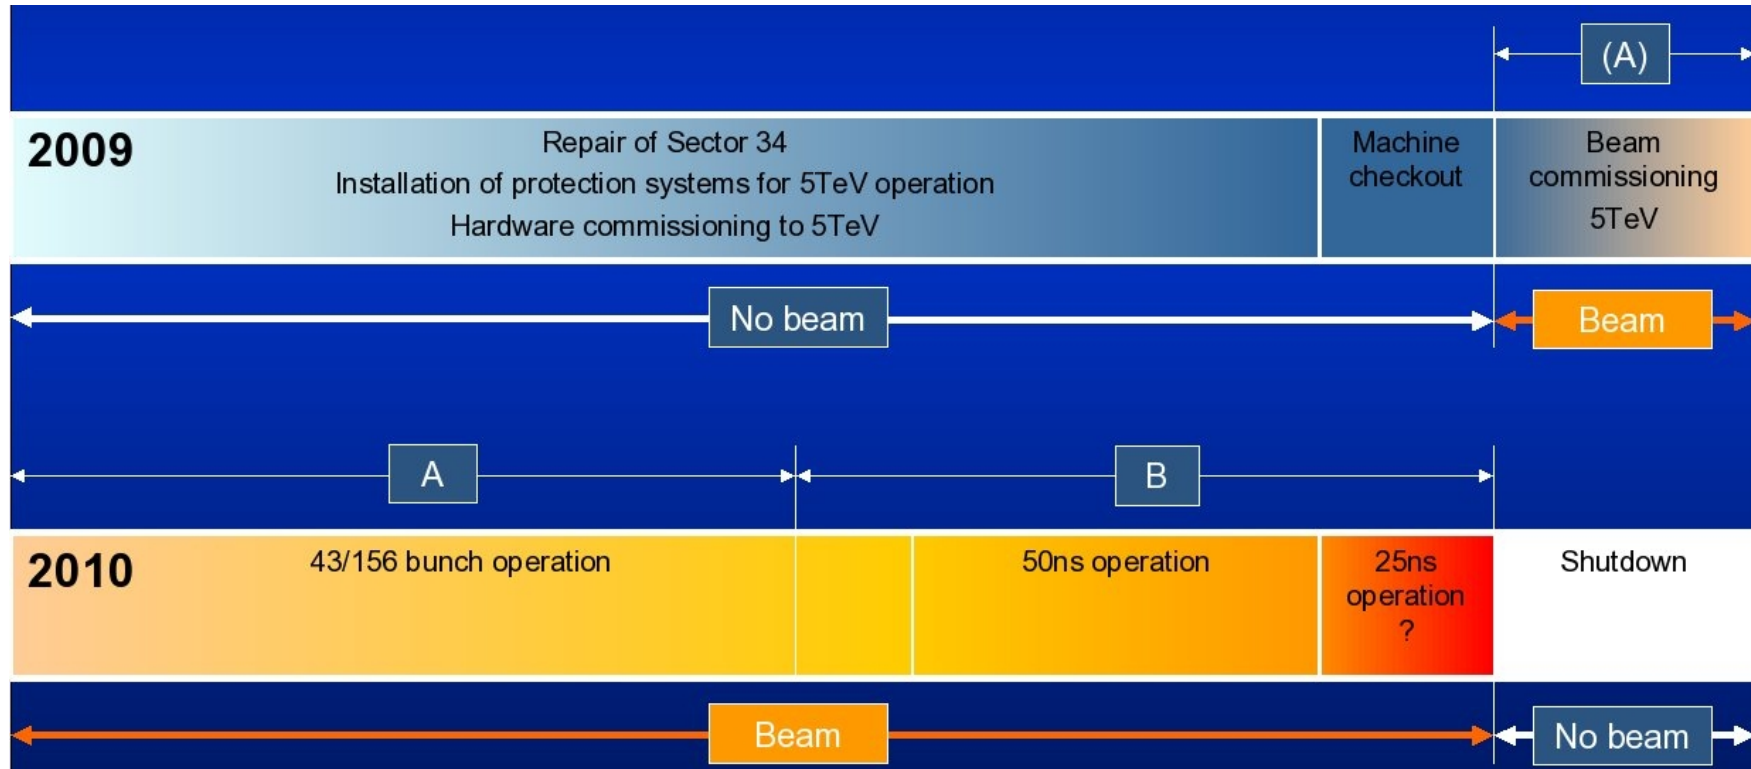 (A)
2009
Repair of Sector 34
Installation of protection systems for 5TeV operation
Hardware commissioning to 5TeV
Machine
checkout
Beam
commissioning
5TeV
No beam
Beam
A
B
2010
43/156 bunch operation
50ns operation
25ns
operation
?
Shutdown
Beam
No beam